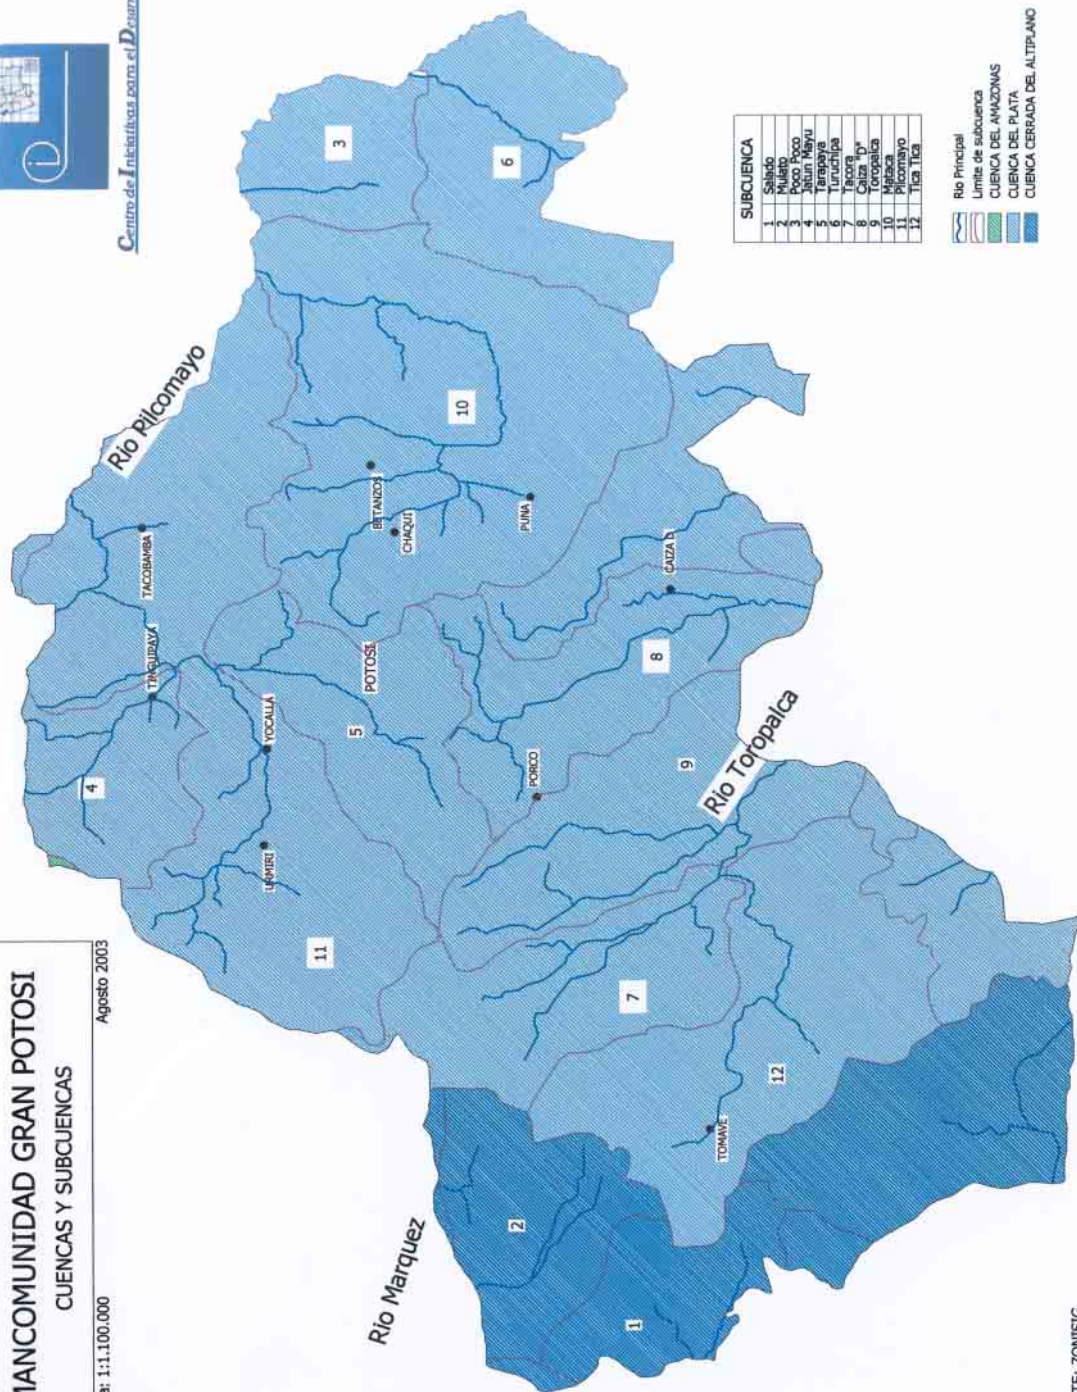 MANCOMUNIDAD GRAN POTOSI
CUENCAS Y SUBCUENCAS
a: 1:1.100.000
Agosto 2003
Centro de Iniciativas para el Desar
Rio Pilcomayo
Rio Toropalca
Rio Marquez
TACOBAMBA
TINGUIPAYA
YOCALLA
URMIRI
BETANZOS
CHAQUI
PUNA
POTOSI
PORCO
CAIZA D
TOMAVE
1
2
3
4
5
6
7
8
9
10
11
12
SUBCUENCA
1 Salado
2 Mulato
3 Poco Poco
4 Jatun Mayu
5 Tarapaya
6 Turuchipa
7 Tacora
8 Caiza "D"
9 Toropalca
10 Mataca
11 Pilcomayo
12 Tica Tica
Rio Principal
Limite de subcuenca
CUENCA DEL AMAZONAS
CUENCA DEL PLATA
CUENCA CERRADA DEL ALTIPLANO
TE: ZONISIG